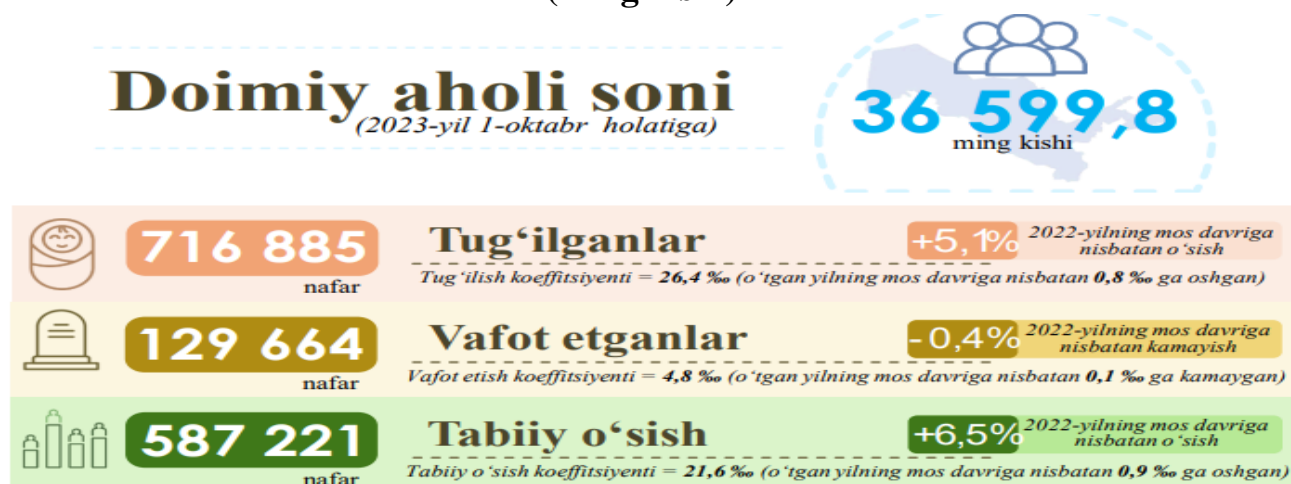 Doimiy aholi soni
(2023-yil 1-oktabr holatiga)
36 599,8
ming kishi
716 885
nafar
Tug‘ilganlar
+5,1%
2022-yilning mos davriga
nisbatan o‘sish
Tug‘ilish koeffitsiyenti = 26,4 ‰ (o‘tgan yilning mos davriga nisbatan 0,8 ‰ ga oshgan)
129 664
nafar
Vafot etganlar
- 0,4%
2022-yilning mos davriga
nisbatan kamayish
Vafot etish koeffitsiyenti = 4,8 ‰ (o‘tgan yilning mos davriga nisbatan 0,1 ‰ ga kamaygan)
587 221
nafar
Tabiiy o‘sish
+6,5%
2022-yilning mos davriga
nisbatan o‘sish
Tabiiy o‘sish koeffitsiyenti = 21,6 ‰ (o‘tgan yilning mos davriga nisbatan 0,9 ‰ ga oshgan)